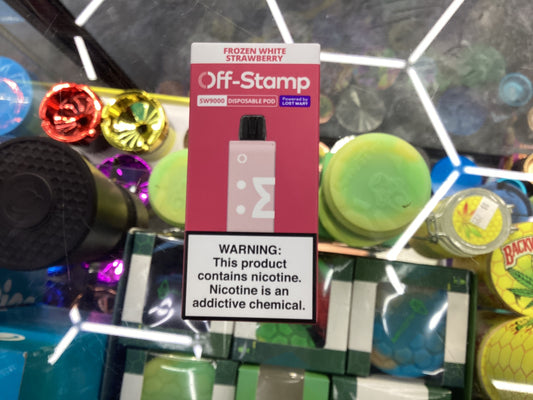 FROZEN WHITE
STRAWBERRY
Off-Stamp
SW9000 DISPOSABLE POD Powered by
LOST MARY
WARNING:
This product
contains nicotine.
Nicotine is an
addictive chemical.
BACKW